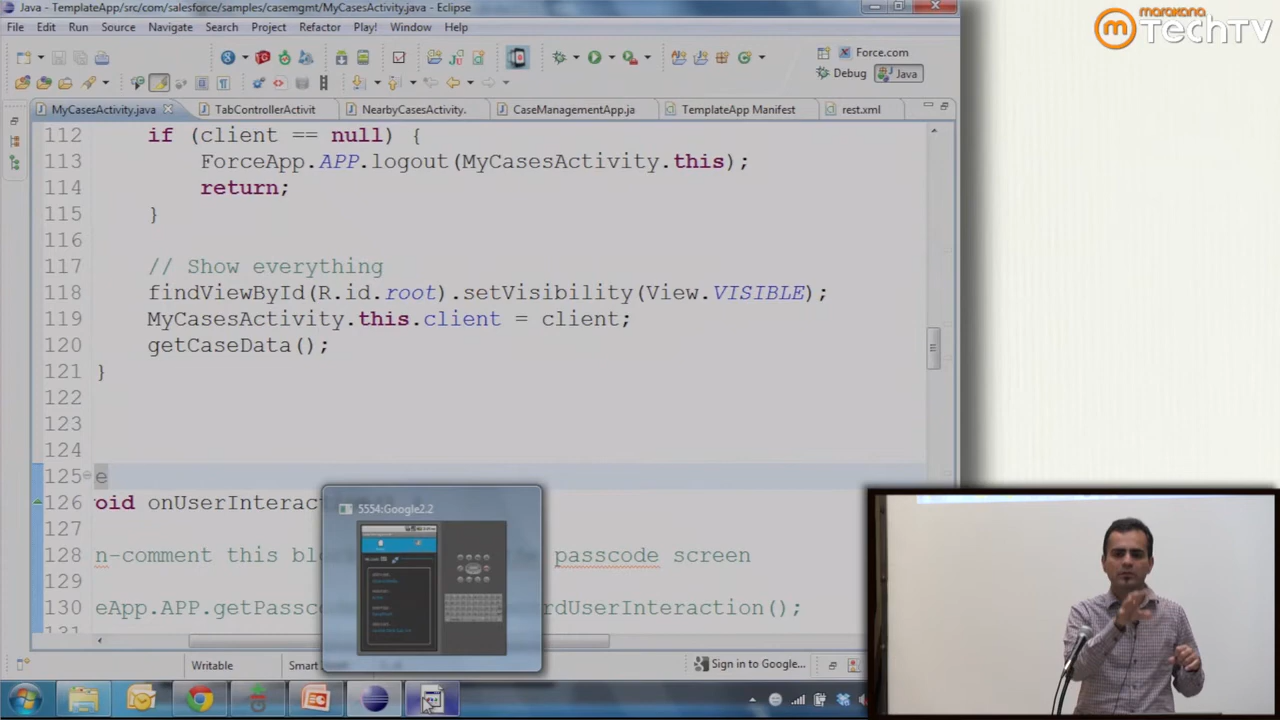 Java - TemplateApp/src/com/salesforce/samples/casemgmt/MyCasesActivity.java - Eclipse
marakana
TechTV
File Edit Run Source Navigate Search Project Refactor Play! Window Help
Force.com
Debug Java
MyCasesActivity.java TabControllerActivit NearbyCasesActivity. CaseManagementApp.ja TemplateApp Manifest rest.xml
112 if (client == null) {
113 ForceApp.APP.logout(MyCasesActivity.this);
114 return;
115 }
116
117 // Show everything
118 findViewById(R.id.root).setVisibility(View.VISIBLE);
119 MyCasesActivity.this.client = client;
120 getCaseData();
121 }
122
123
124
125 e
126 void onUserInterac
127
128 n-comment this blo passcode screen
129
130 eApp.APP.getPassc rdUserInteraction();
131
5554:Google2.2
Writable Smart Sign in to Google...